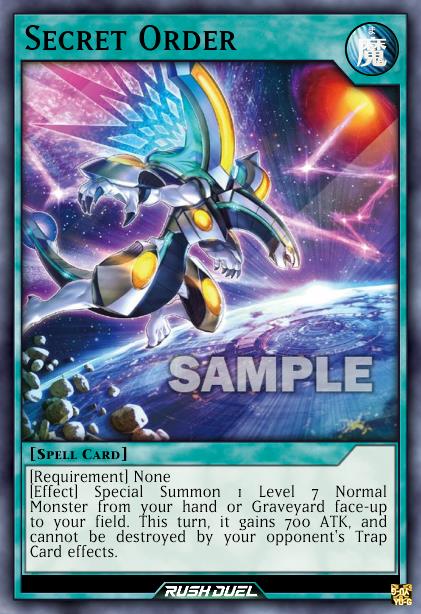 Secret Order
ま
魔
SAMPLE
[Spell Card]
[Requirement] None
[Effect] Special Summon 1 Level 7 Normal
Monster from your hand or Graveyard face-up
to your field. This turn, it gains 700 ATK, and
cannot be destroyed by your opponent's Trap
Card effects.
RUSH DUEL